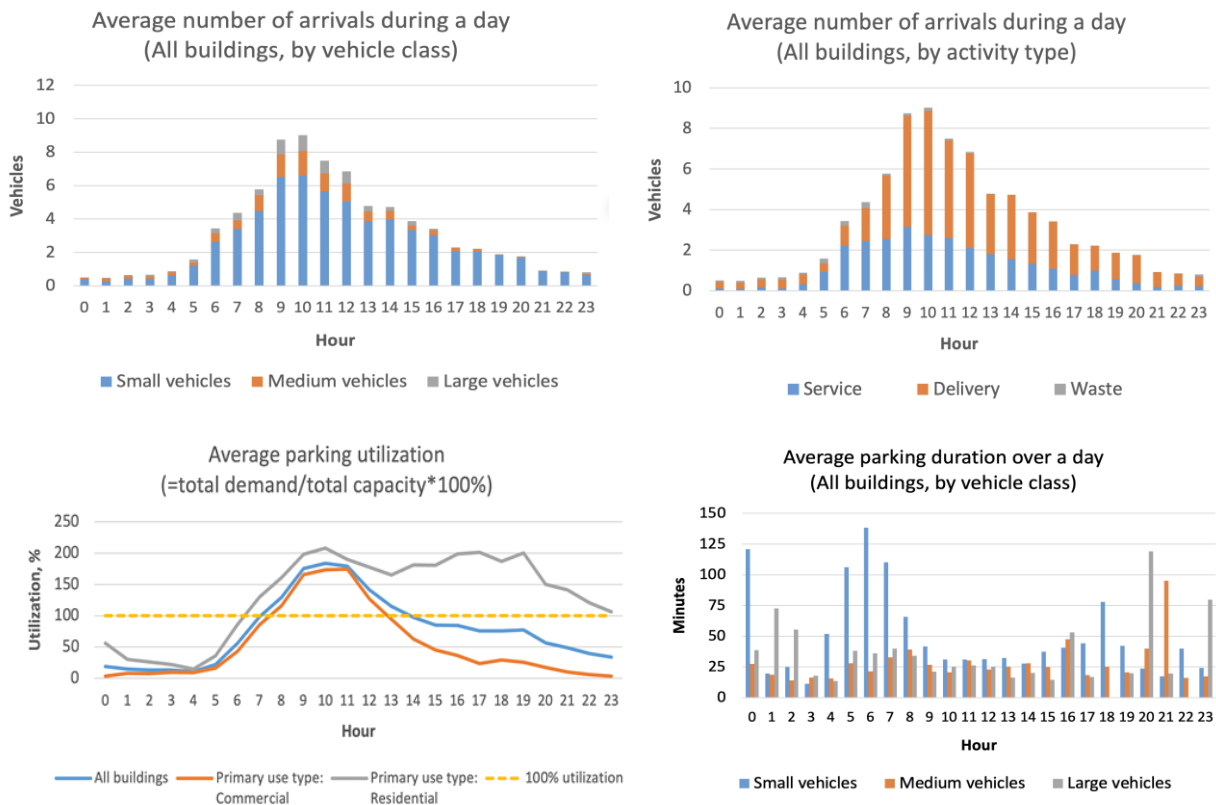 Average number of arrivals during a day
(All buildings, by vehicle class)
12
10
8
6
4
2
0
Vehicles
0 1 2 3 4 5 6 7 8 9 10 11 12 13 14 15 16 17 18 19 20 21 22 23
Hour
Small vehicles Medium vehicles Large vehicles
Average number of arrivals during a day
(All buildings, by activity type)
10
8
6
4
2
0
Vehicles
0 1 2 3 4 5 6 7 8 9 10 11 12 13 14 15 16 17 18 19 20 21 22 23
Hour
Service Delivery Waste
Average parking utilization
(=total demand/total capacity*100%)
250
200
150
100
50
0
Utilization, %
0 1 2 3 4 5 6 7 8 9 10 11 12 13 14 15 16 17 18 19 20 21 22 23
Hour
All buildings
Primary use type:
Commercial
Primary use type:
Residential
100% utilization
Average parking duration over a day
(All buildings, by vehicle class)
150
125
100
75
50
25
0
Minutes
0 1 2 3 4 5 6 7 8 9 10 11 12 13 14 15 16 17 18 19 20 21 22 23
Hour
Small vehicles Medium vehicles Large vehicles